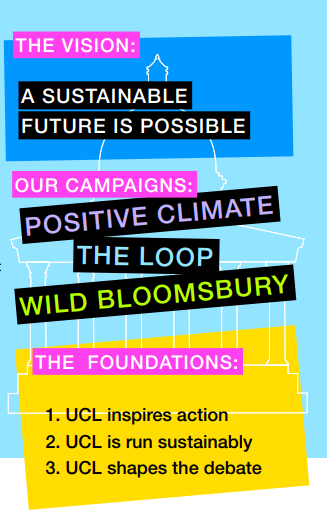 THE VISION:
A SUSTAINABLE
FUTURE IS POSSIBLE
OUR CAMPAIGNS:
POSITIVE CLIMATE
THE LOOP
WILD BLOOMSBURY
THE FOUNDATIONS:
1. UCL inspires action
2. UCL is run sustainably
3. UCL shapes the debate